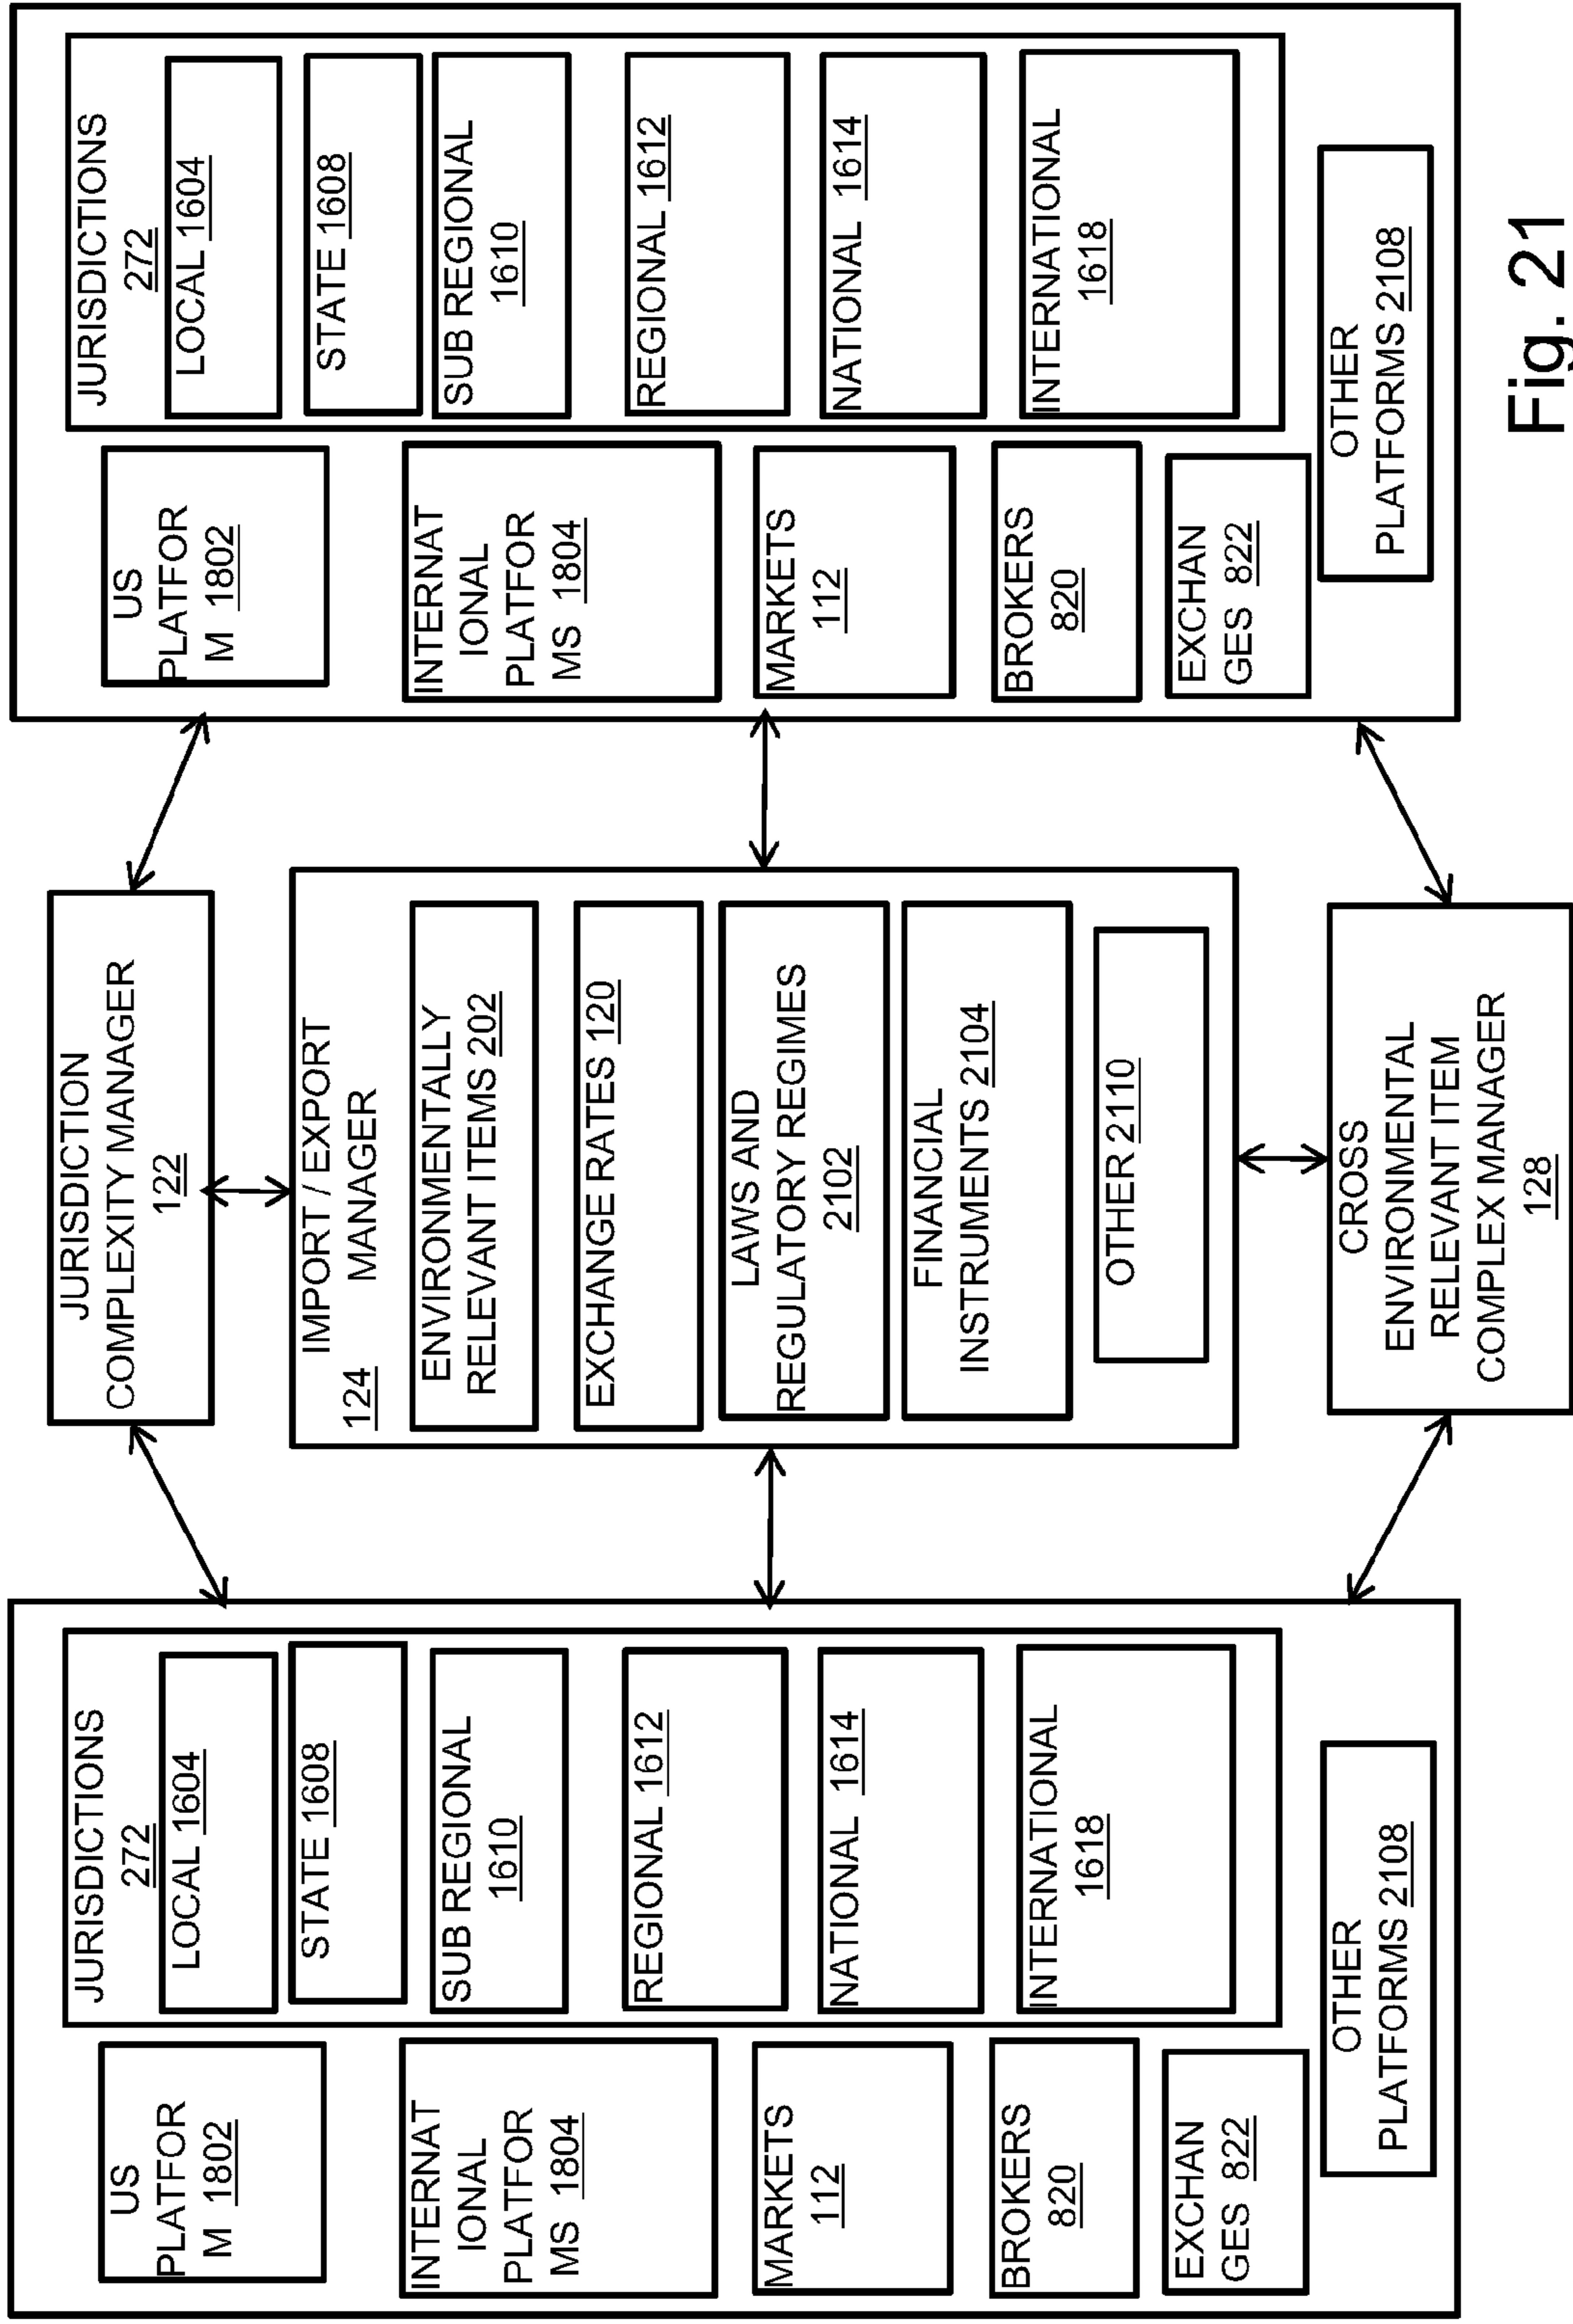 US
PLATFOR
M 1802
INTERNAT
IONAL
PLATFOR
MS 1804
MARKETS
112
BROKERS
820
EXCHAN
GES 822
JURISDICTIONS
272
LOCAL 1604
STATE 1608
SUB REGIONAL
1610
REGIONAL 1612
NATIONAL 1614
INTERNATIONAL
1618
OTHER
PLATFORMS 2108
JURISDICTION
COMPLEXITY MANAGER
122
IMPORT / EXPORT
124 MANAGER
ENVIRONMENTALLY
RELEVANT ITEMS 202
EXCHANGE RATES 120
LAWS AND
REGULATORY REGIMES
2102
FINANCIAL
INSTRUMENTS 2104
OTHER 2110
CROSS
ENVIRONMENTAL
RELEVANT ITEM
COMPLEX MANAGER
128
US
PLATFOR
M 1802
INTERNAT
IONAL
PLATFOR
MS 1804
MARKETS
112
BROKERS
820
EXCHAN
GES 822
JURISDICTIONS
272
LOCAL 1604
STATE 1608
SUB REGIONAL
1610
REGIONAL 1612
NATIONAL 1614
INTERNATIONAL
1618
OTHER
PLATFORMS 2108
Fig. 21